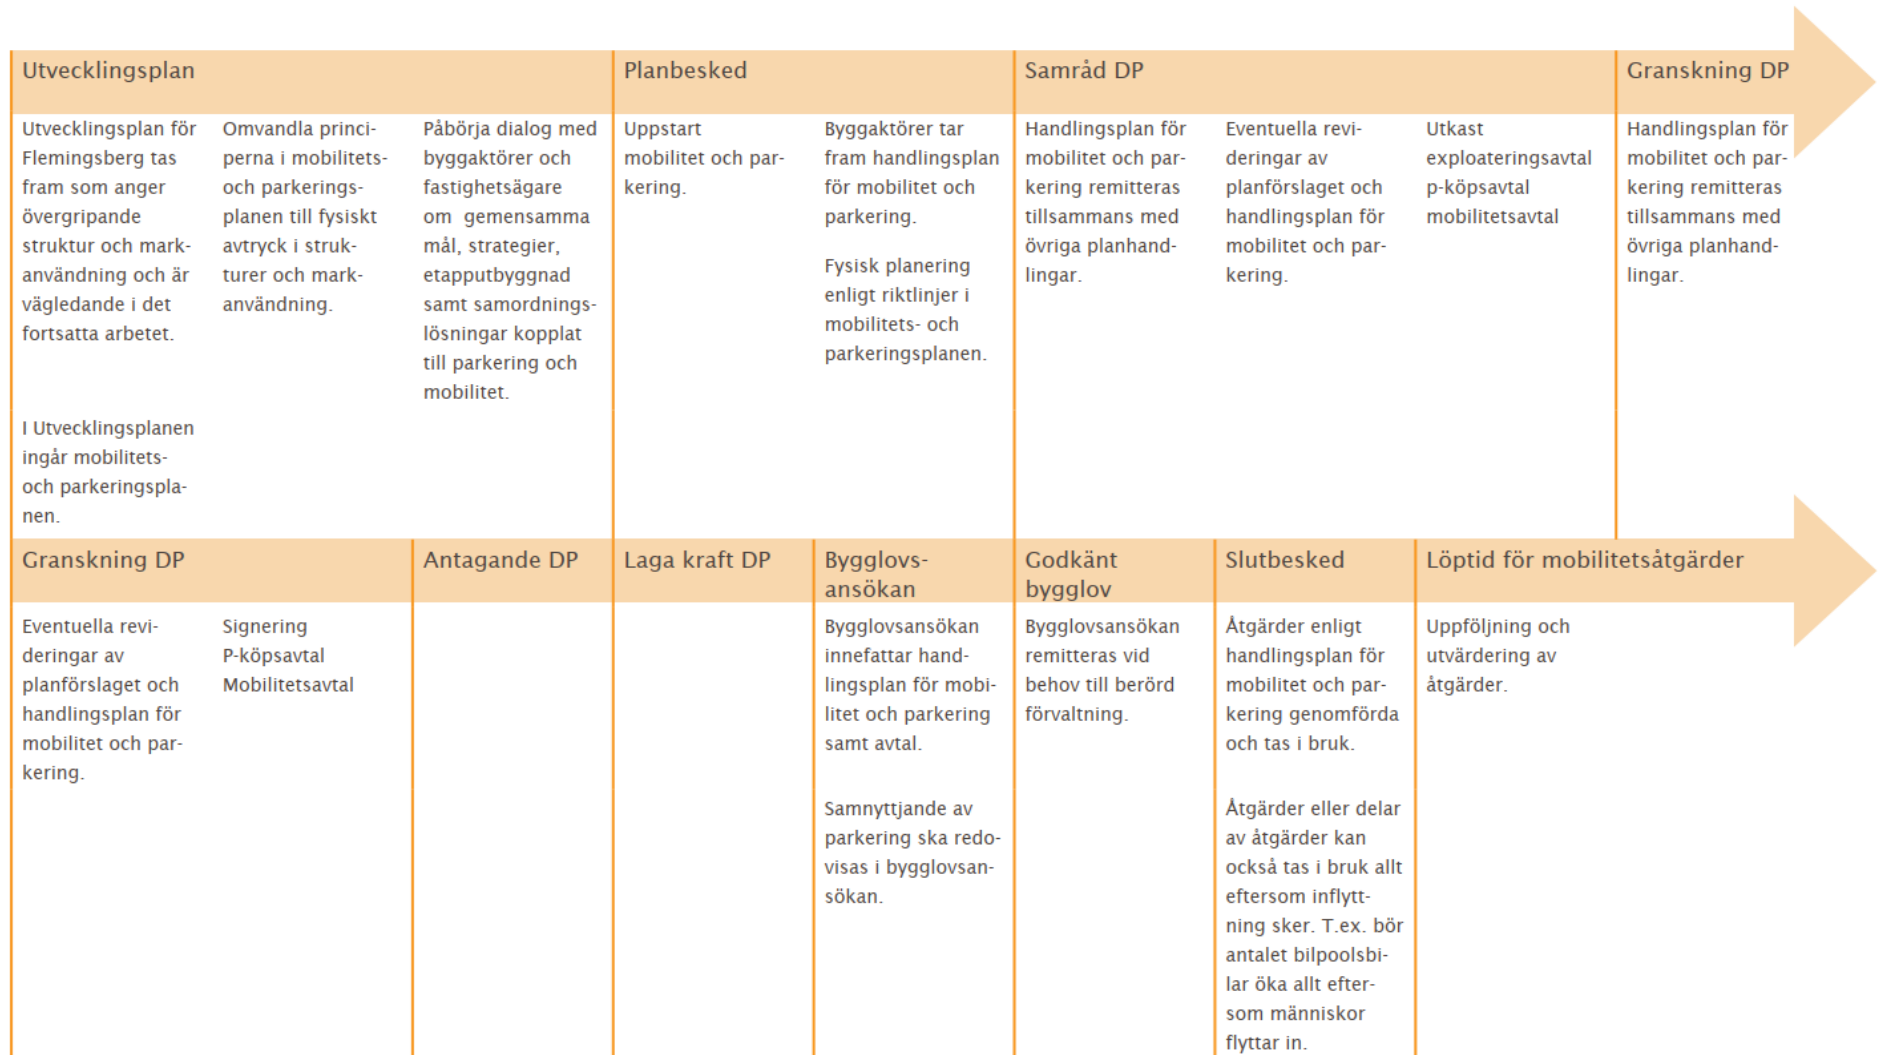 Utvecklingsplan
Utvecklingsplan för
Flemingsberg tas
fram som anger
övergripande
struktur och mark-
användning och är
vägledande i det
fortsatta arbetet.
I Utvecklingsplanen
ingår mobilitets-
och parkeringspla-
nen.
Omvandla princi-
perna i mobilitets-
och parkerings-
planen till fysiskt
avtryck i struk-
turer och mark-
användning.
Påbörja dialog med
byggaktörer och
fastighetsägare
om gemensamma
mål, strategier,
etapputbyggnad
samt samordnings-
lösningar kopplat
till parkering och
mobilitet.
Planbesked
Uppstart
mobilitet och par-
kering.
Byggaktörer tar
fram handlingsplan
för mobilitet och
parkering.
Fysisk planering
enligt riktlinjer i
mobilitets- och
parkeringsplanen.
Samråd DP
Handlingsplan för
mobilitet och par-
kering remitteras
tillsammans med
övriga planhand-
lingar.
Eventuella revi-
deringar av
planförslaget och
handlingsplan för
mobilitet och par-
kering.
Utkast
exploateringsavtal
p-köpsavtal
mobilitetsavtal
Granskning DP
Handlingsplan för
mobilitet och par-
kering remitteras
tillsammans med
övriga planhand-
lingar.
Granskning DP
Eventuella revi-
deringar av
planförslaget och
handlingsplan för
mobilitet och par-
kering.
Signering
P-köpsavtal
Mobilitetsavtal
Antagande DP
Laga kraft DP
Bygglovs-
ansökan
Bygglovsansökan
innefattar hand-
lingsplan för mobi-
litet och parkering
samt avtal.
Samnyttjande av
parkering ska redo-
visas i bygglovsan-
sökan.
Godkänt
bygglov
Bygglovsansökan
remitteras vid
behov till berörd
förvaltning.
Slutbesked
Åtgärder enligt
handlingsplan för
mobilitet och par-
kering genomförda
och tas i bruk.
Åtgärder eller delar
av åtgärder kan
också tas i bruk allt
eftersom inflytt-
ning sker. T.ex. bör
antalet bilpoolsbi-
lar öka allt efter-
som människor
flyttar in.
Löptid för mobilitetsåtgärder
Uppföljning och
utvärdering av
åtgärder.